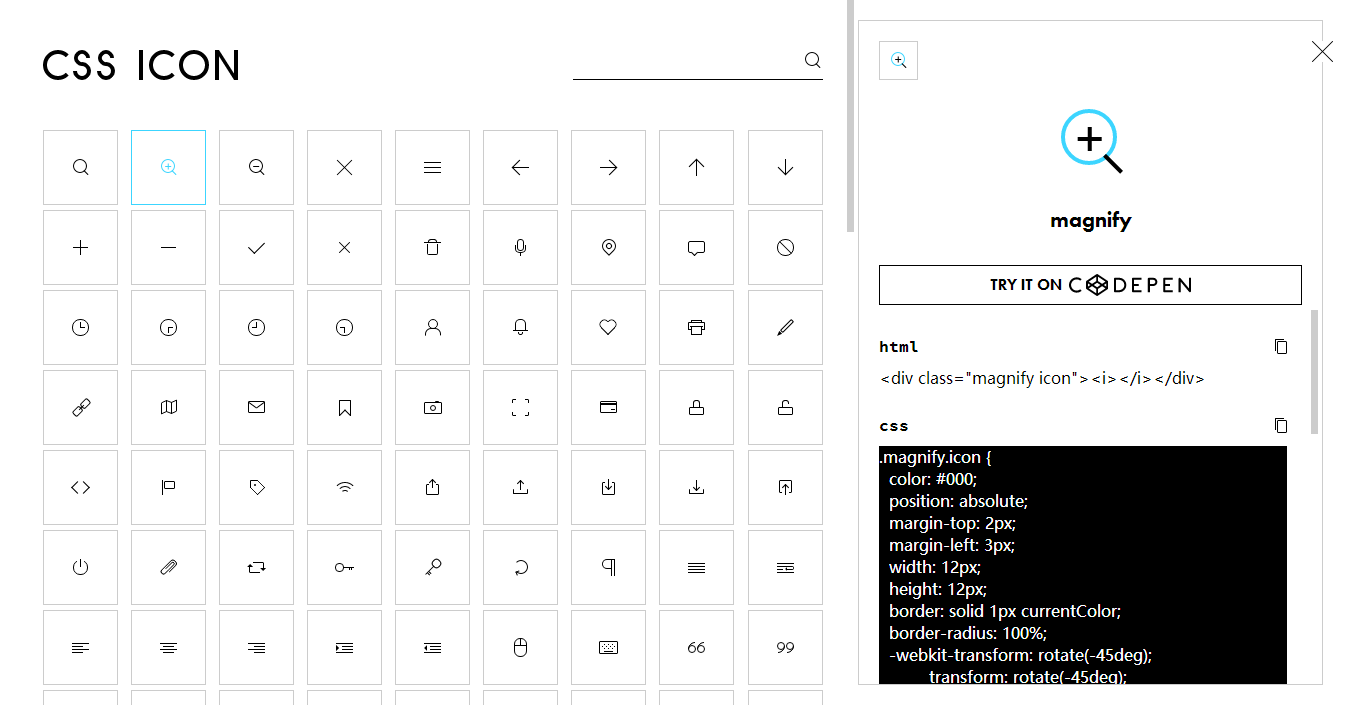 CSS ICON
66
99
magnify
TRY IT ON CODEPEN
html
<div class="magnify icon"><i></i></div>
css
.magnify.icon {
color: #000;
position: absolute;
margin-top: 2px;
margin-left: 3px;
width: 12px;
height: 12px;
border: solid 1px currentColor;
border-radius: 100%;
-webkit-transform: rotate(-45deg);
transform: rotate(-45deg);